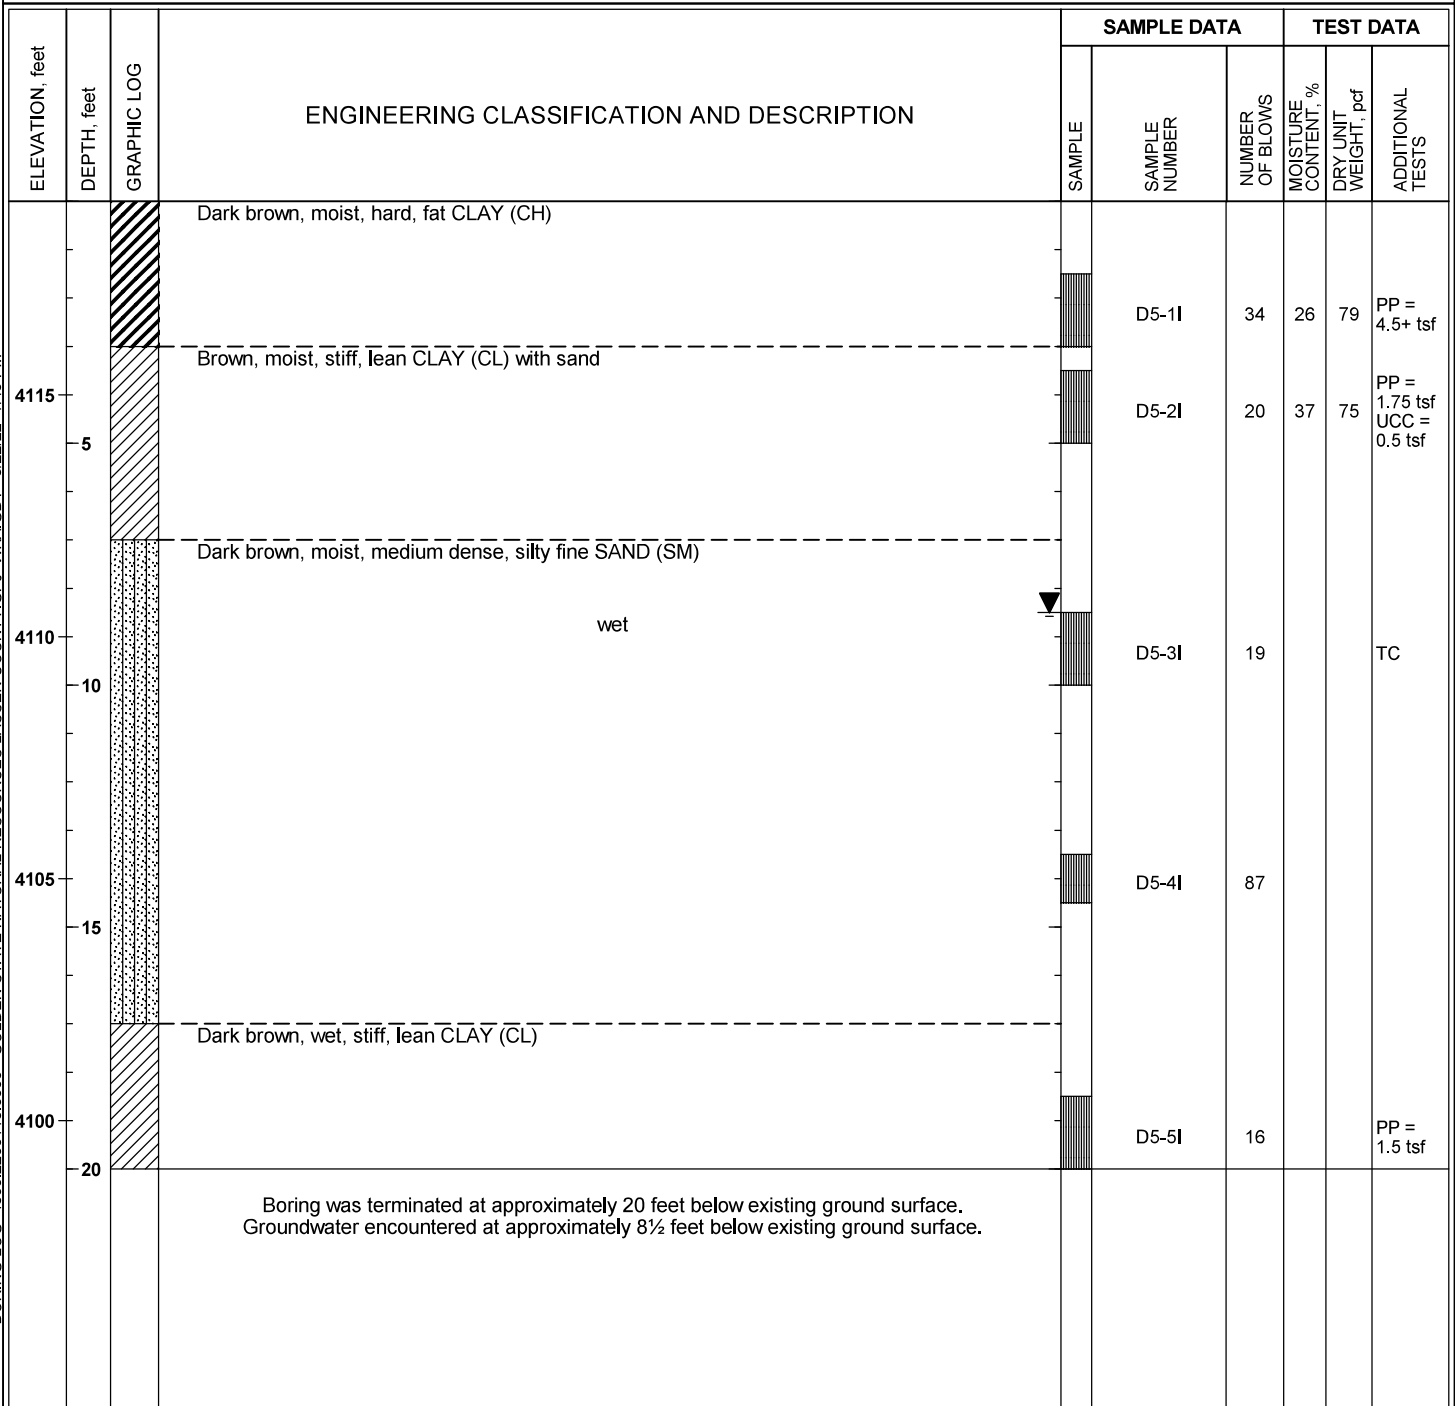 SAMPLE DATA
TEST DATA
ELEVATION, feet
DEPTH, feet
GRAPHIC LOG
ENGINEERING CLASSIFICATION AND DESCRIPTION
SAMPLE
SAMPLE
NUMBER
NUMBER
OF BLOWS
MOISTURE
CONTENT, %
DRY UNIT
WEIGHT, pcf
ADDITIONAL
TESTS
Dark brown, moist, hard, fat CLAY (CH)
D5-1I 34 26 79 PP =
4.5+ tsf
Brown, moist, stiff, lean CLAY (CL) with sand
4115
5
D5-2I 20 37 75 PP =
1.75 tsf
UCC =
0.5 tsf
Dark brown, moist, medium dense, silty fine SAND (SM)
wet
4110
D5-3I 19 TC
10
4105
D5-4I 87
15
Dark brown, wet, stiff, lean CLAY (CL)
4100
D5-5I 16 PP =
1.5 tsf
20
Boring was terminated at approximately 20 feet below existing ground surface.
Groundwater encountered at approximately 8½ feet below existing ground surface.